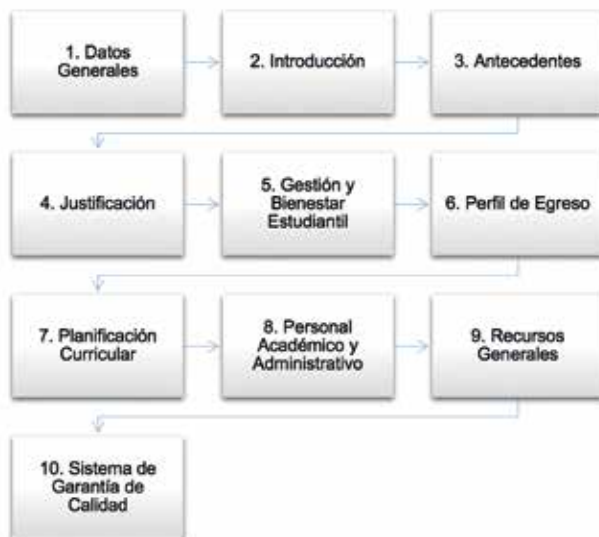 1. Datos
Generales
2. Introducción
3. Antecedentes
4. Justificación
5. Gestión y
Bienestar
Estudiantil
6. Perfil de Egreso
7. Planificación
Curricular
8. Personal
Académico y
Administrativo
9. Recursos
Generales
10. Sistema de
Garantía de
Calidad